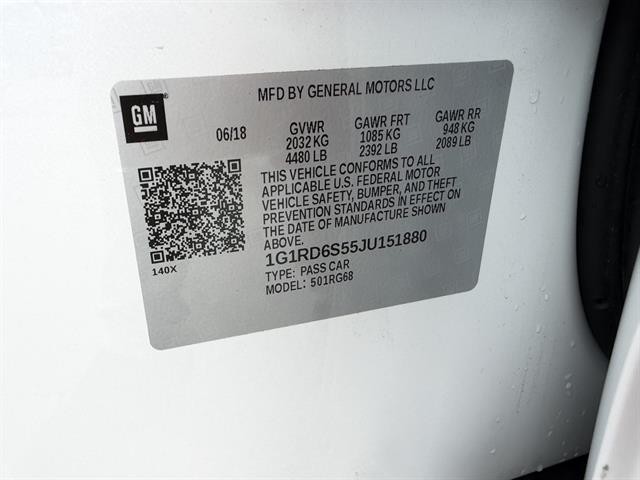 MFD BY GENERAL MOTORS LLC
GM
06/18 GVWR GAWR FRT GAWR RR
2032 KG 1085 KG 948 KG
4480 LB 2392 LB 2089 LB
THIS VEHICLE CONFORMS TO ALL
APPLICABLE U.S. FEDERAL MOTOR
VEHICLE SAFETY, BUMPER, AND THEFT
PREVENTION STANDARDS IN EFFECT ON
THE DATE OF MANUFACTURE SHOWN
ABOVE.
140X
1G1RD6S55JU151880
TYPE: PASS CAR
MODEL: 501RG68